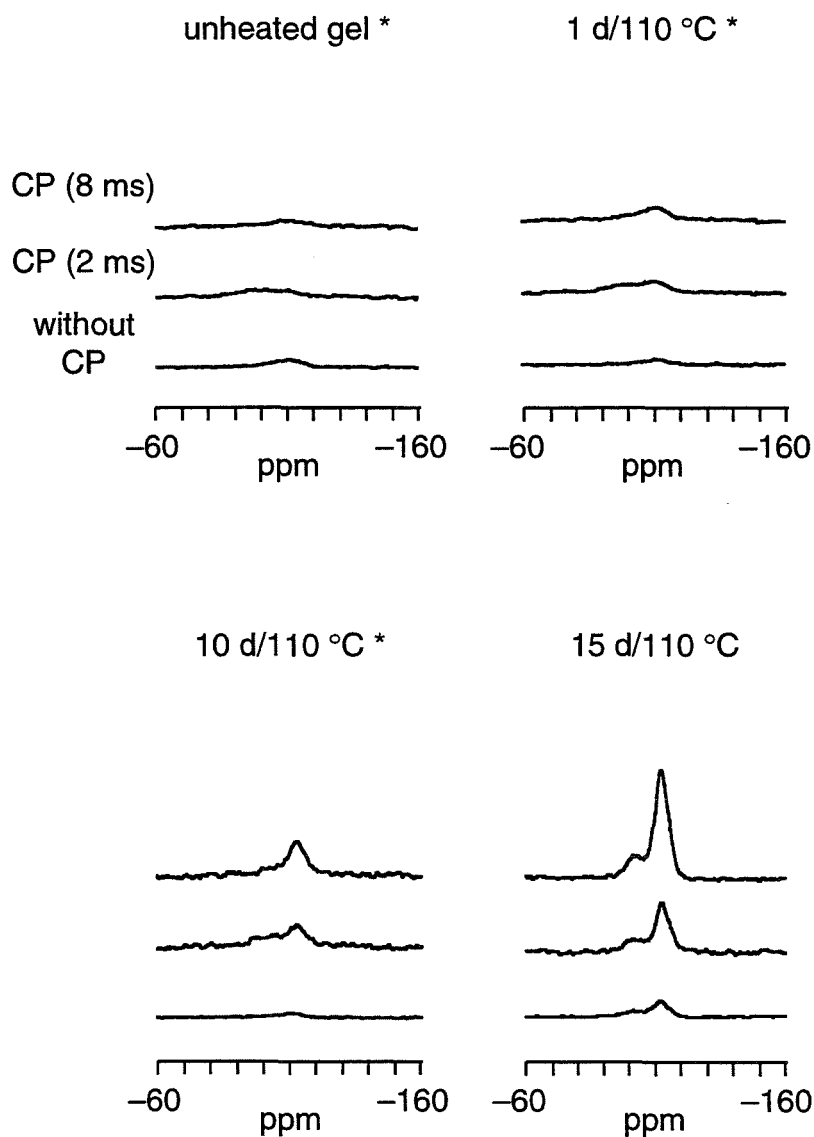 unheated gel *
1 d/110 °C *
CP (8 ms)
CP (2 ms)
without
CP
–60
–160
ppm
–60
–160
ppm
10 d/110 °C *
15 d/110 °C
–60
–160
ppm
–60
–160
ppm